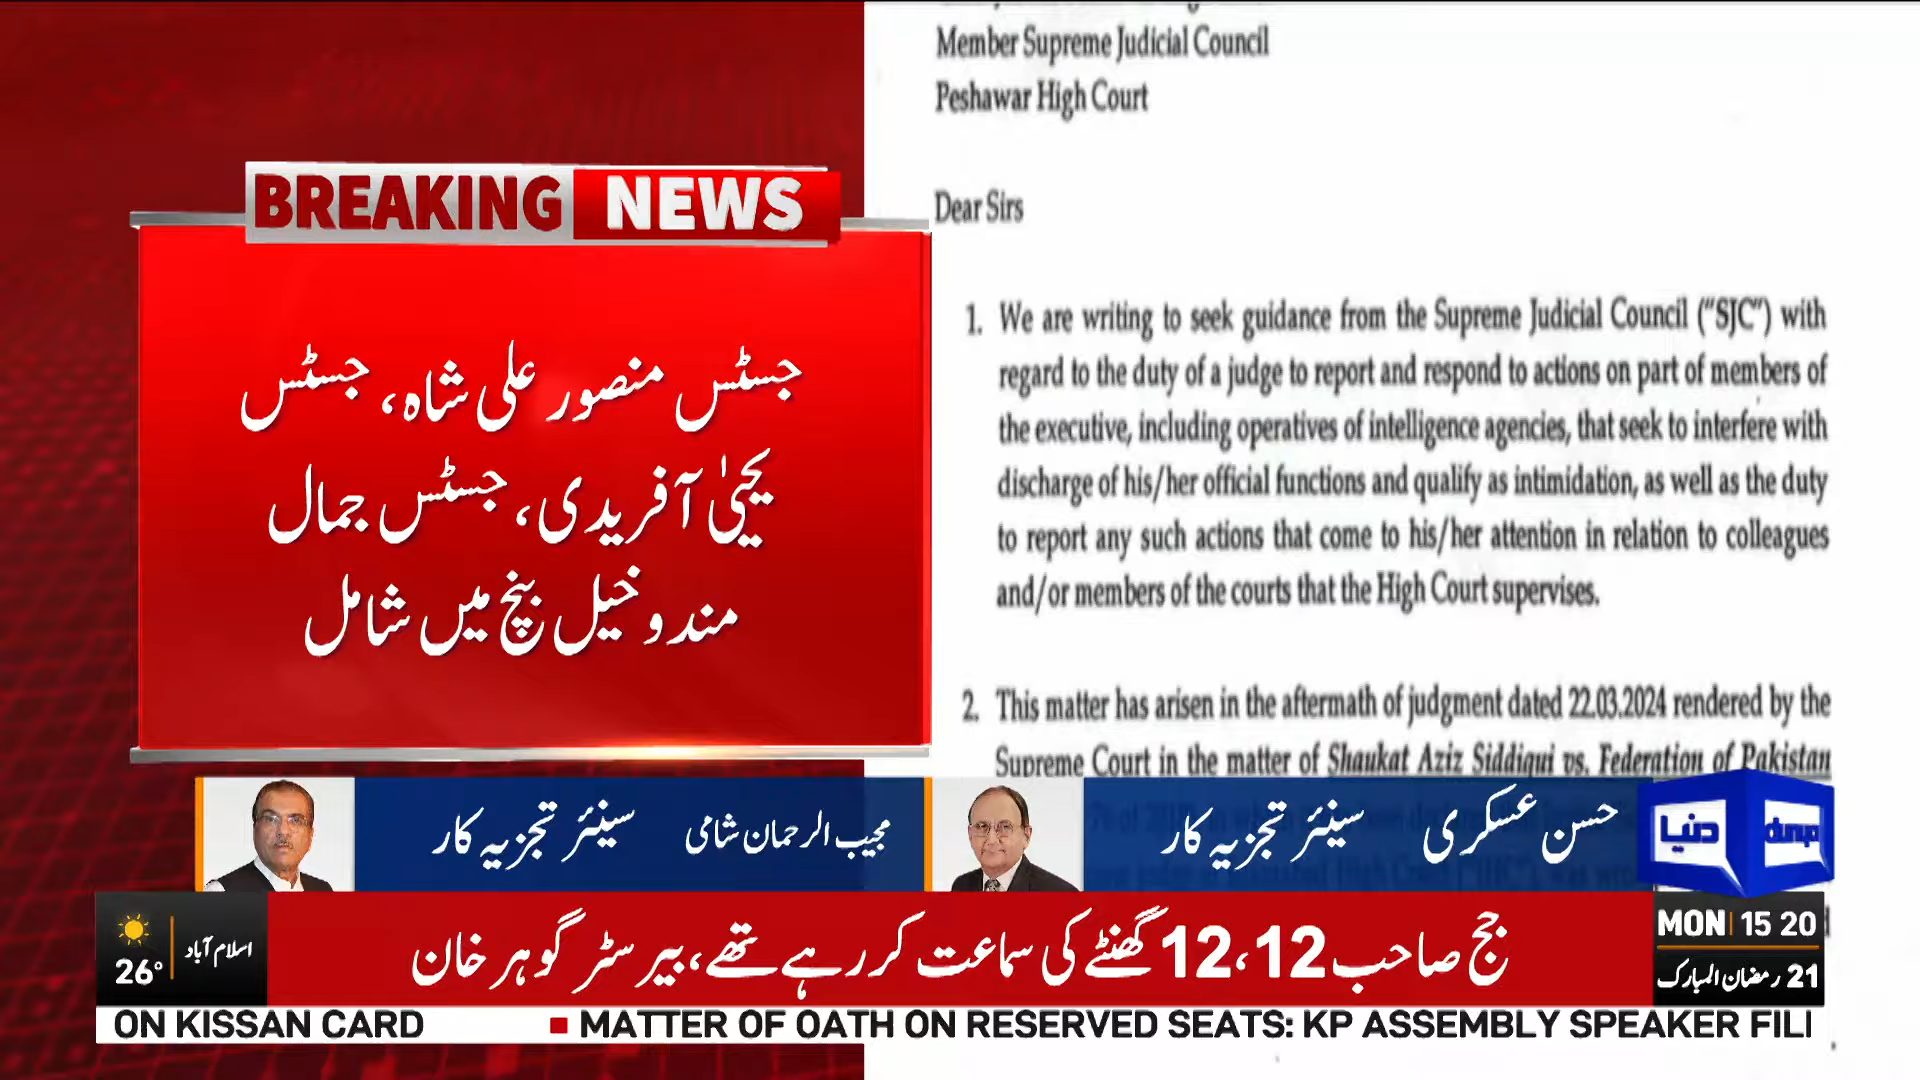 Member Supreme Judicial Council
Peshawar High Court
Dear Sirs
BREAKING NEWS
جسٹس منصور علی شاہ، جسٹس
یحییٰ آفریدی، جسٹس جمال
مندوخیل بنچ میں شامل
1. We are writing to seek guidance from the Supreme Judicial Council ("SJC") with
regard to the duty of a judge to report and respond to actions on part of members of
the executive, including operatives of intelligence agencies, that seek to interfere with
discharge of his/her official functions and qualify as intimidation, as well as the duty
to report any such actions that come to his/her attention in relation to colleagues
and/or members of the courts that the High Court supervises.
2. This matter has arisen in the aftermath of judgment dated 22.03.2024 rendered by the
Supreme Court in the matter of Shaukat Aziz Siddiqui vs. Federation of Pakistan
حسن عسکری سینئر تجزیہ کار
مجیب الرحمان شامی سینئر تجزیہ کار
دنیا
dunya
جج صاحب 12،12 گھنٹے کی سماعت کر رہے تھے، بیرسٹر گوہر خان
اسلام آباد
26°
MON 15 20
21 رمضان المبارک
ON KISSAN CARD ■ MATTER OF OATH ON RESERVED SEATS: KP ASSEMBLY SPEAKER FILI